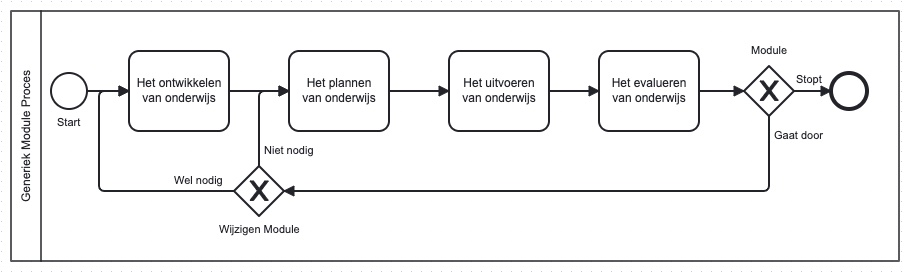 Generiek Module Proces
Start
Het ontwikkelen
van onderwijs
Het plannen
van onderwijs
Het uitvoeren
van onderwijs
Het evalueren
van onderwijs
Module
X
Stopt
Gaat door
Niet nodig
Wel nodig
X
Wijzigen Module